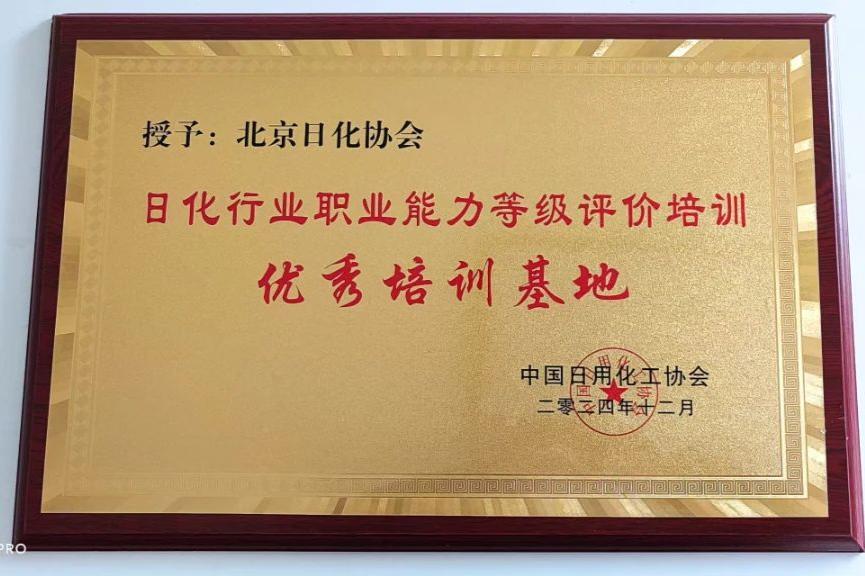 授予：北京日化协会
日化行业职业能力等级评价培训
优秀培训基地
中国日用化工协会
二零二四年十二月
PRO